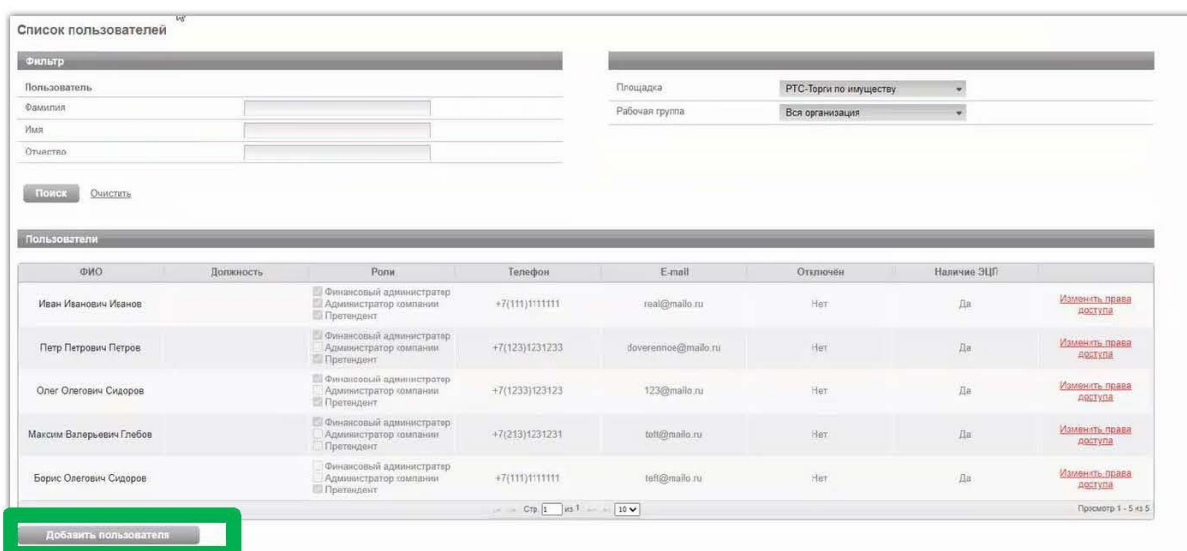 Список пользователей
Фильтр
Пользователь
Фамилия
Имя
Отчество
Площадка РТС-Торги по имуществу
Рабочая группа Вся организация
Поиск Очистить
Пользователи
ФИО Должность Роли Телефон E-mail Отключён Наличие ЭЦП
Иван Иванович Иванов Финансовый администратор +7(111)1111111 real@mailo.ru Нет Да Изменить права
Администратор компании доступа
Претендент
Петр Петрович Петров Финансовый администратор +7(123)1231233 doverennoe@mailo.ru Нет Да Изменить права
Администратор компании доступа
Претендент
Олег Олегович Сидоров Финансовый администратор +7(1233)123123 123@mailo.ru Нет Да Изменить права
Администратор компании доступа
Претендент
Максим Валерьевич Глебов Финансовый администратор +7(213)1231231 Нет Да Изменить права
Администратор компании доступа
Претендент
Борис Олегович Сидоров Финансовый администратор +7(111)1111111 Нет Да Изменить права
Администратор компании доступа
Претендент
Стр. 1 из 1 10 Просмотр 1 - 5 из 5
Добавить пользователя